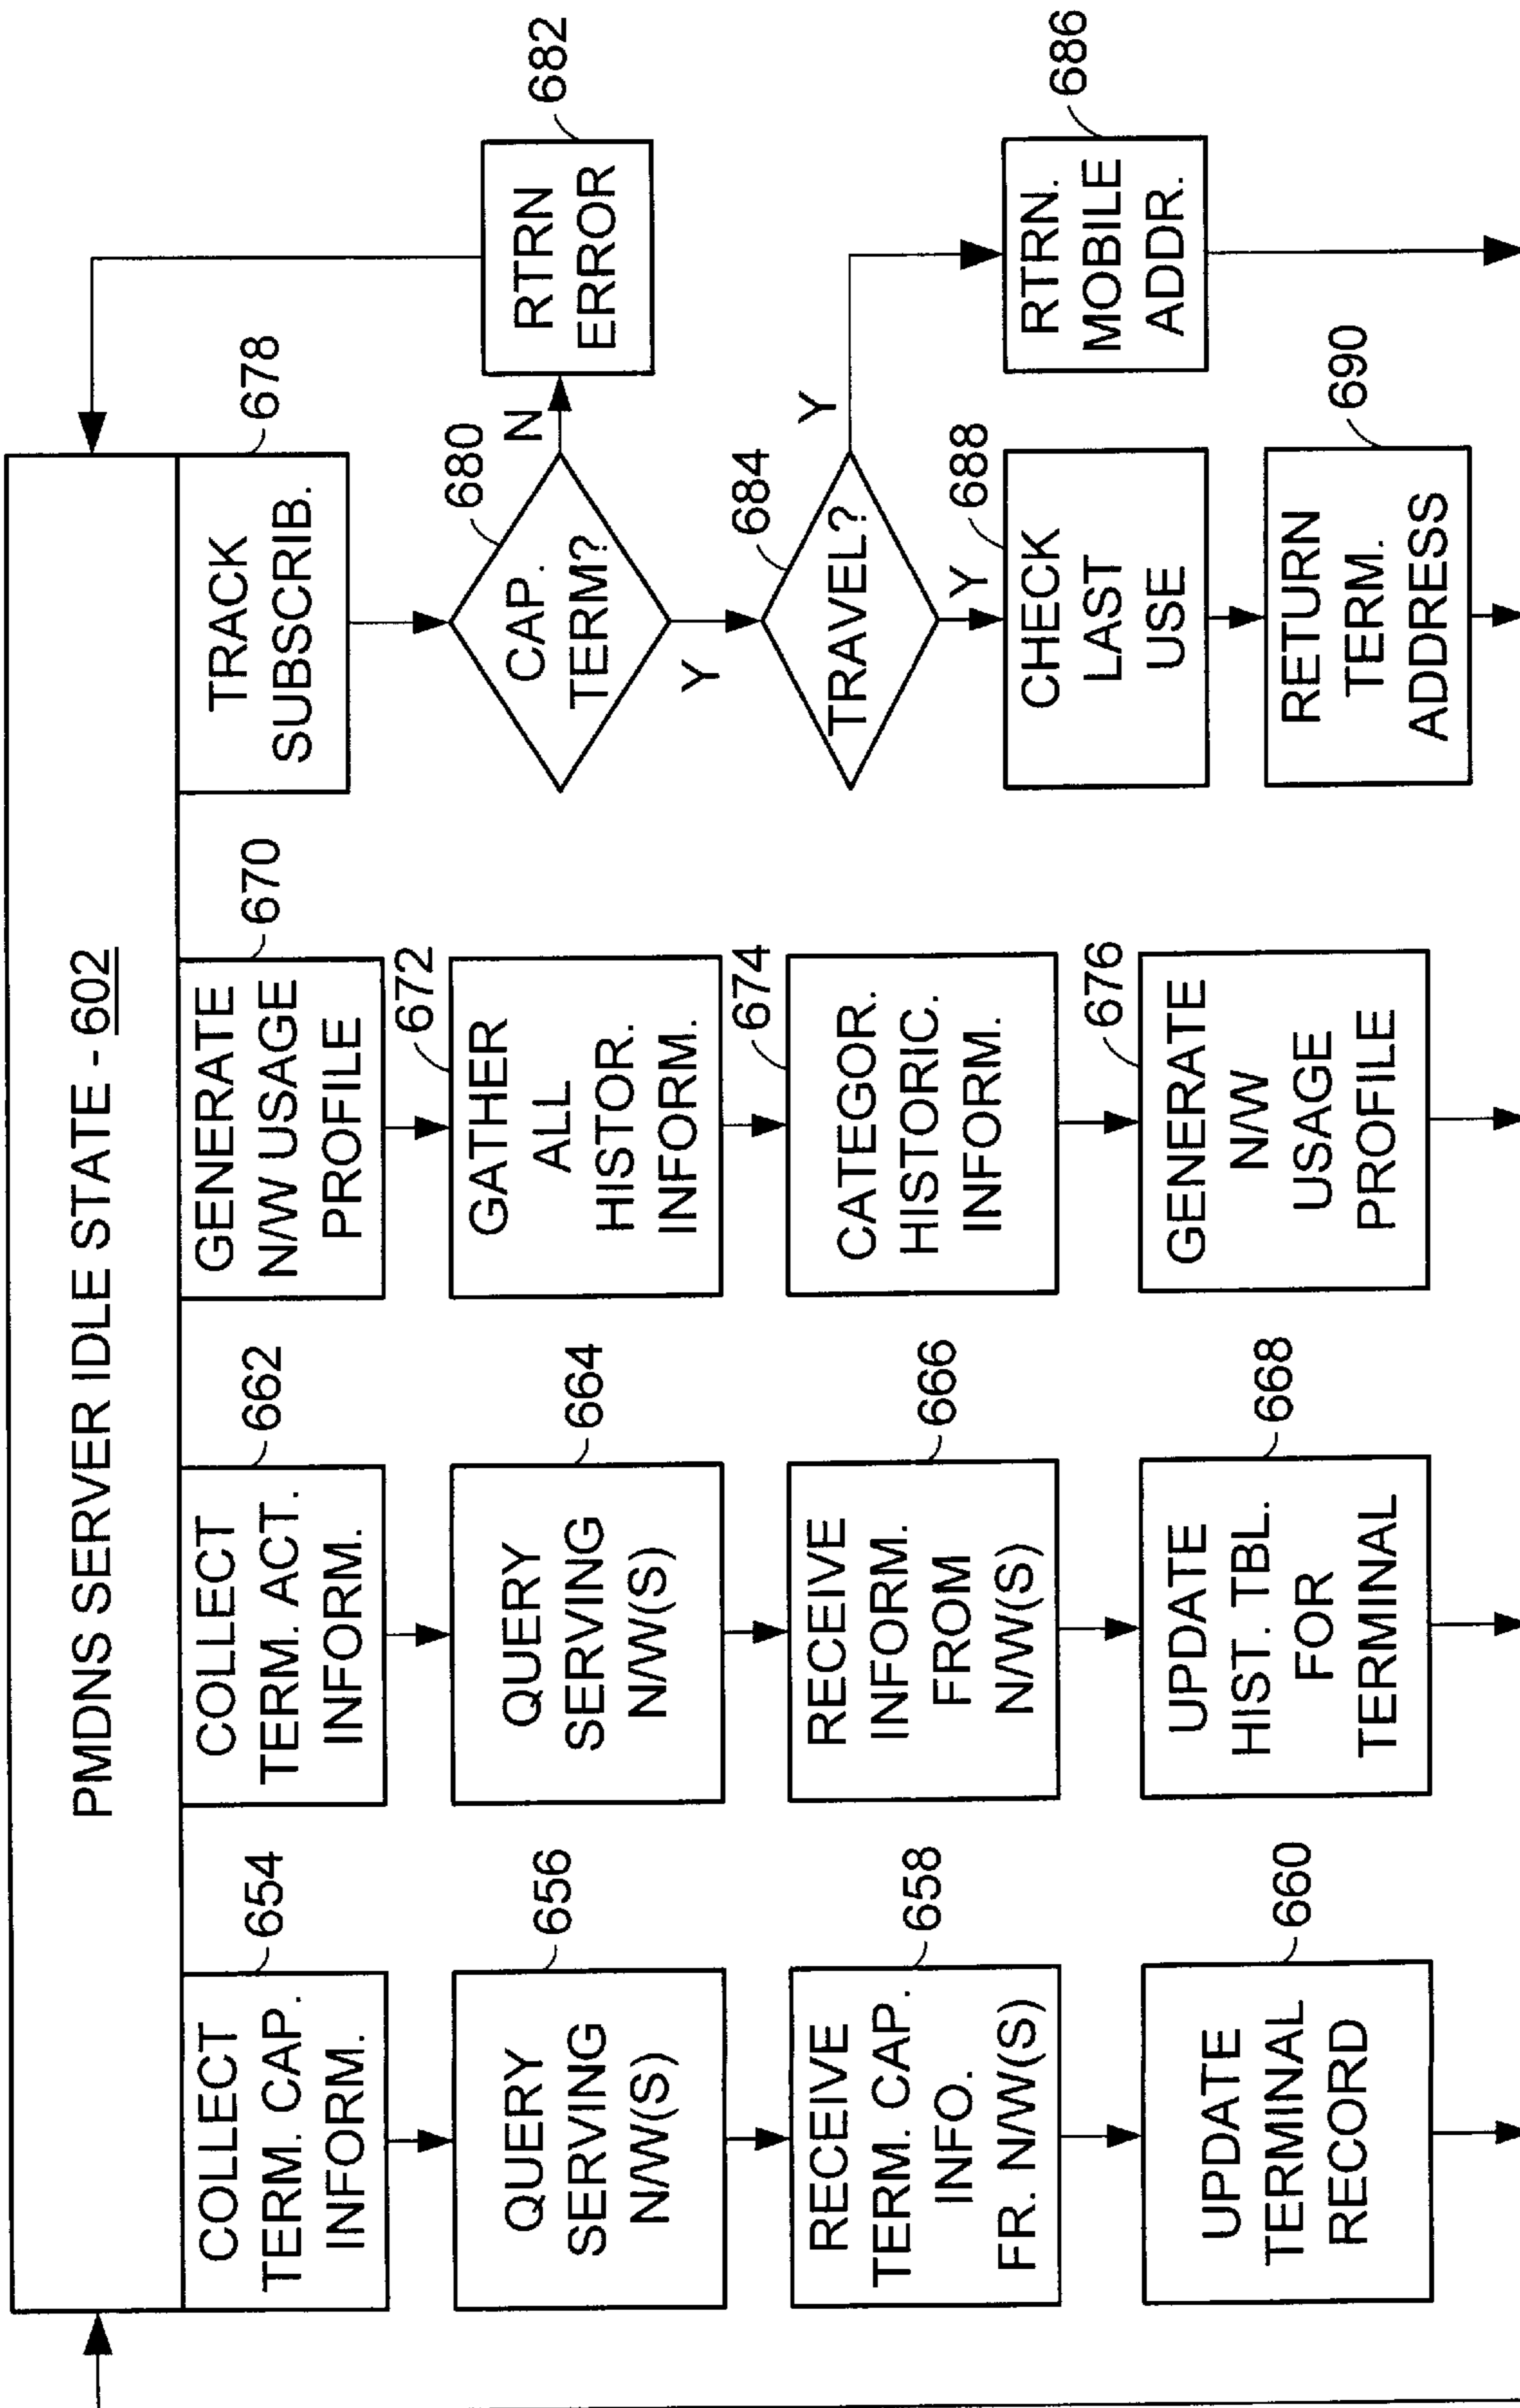 PMDNS SERVER IDLE STATE - 602
COLLECT
TERM. CAP.
INFORM.
654
QUERY
SERVING
N/W(S)
656
RECEIVE
TERM. CAP.
INFO.
FR. N/W(S)
658
UPDATE
TERMINAL
RECORD
660
COLLECT
TERM. ACT.
INFORM.
662
QUERY
SERVING
N/W(S)
664
RECEIVE
INFORM.
FROM
N/W(S)
666
UPDATE
HIST. TBL.
FOR
TERMINAL
668
GENERATE
N/W USAGE
PROFILE
670
GATHER
ALL
HISTOR.
INFORM.
672
CATEGOR.
HISTORIC.
INFORM.
674
GENERATE
N/W
USAGE
PROFILE
676
TRACK
SUBSCRIB.
678
CAP.
TERM?
680
N
RTRN
ERROR
682
Y
TRAVEL?
684
Y
RTRN.
MOBILE
ADDR.
686
Y
CHECK
LAST
USE
688
RETURN
TERM.
ADDRESS
690